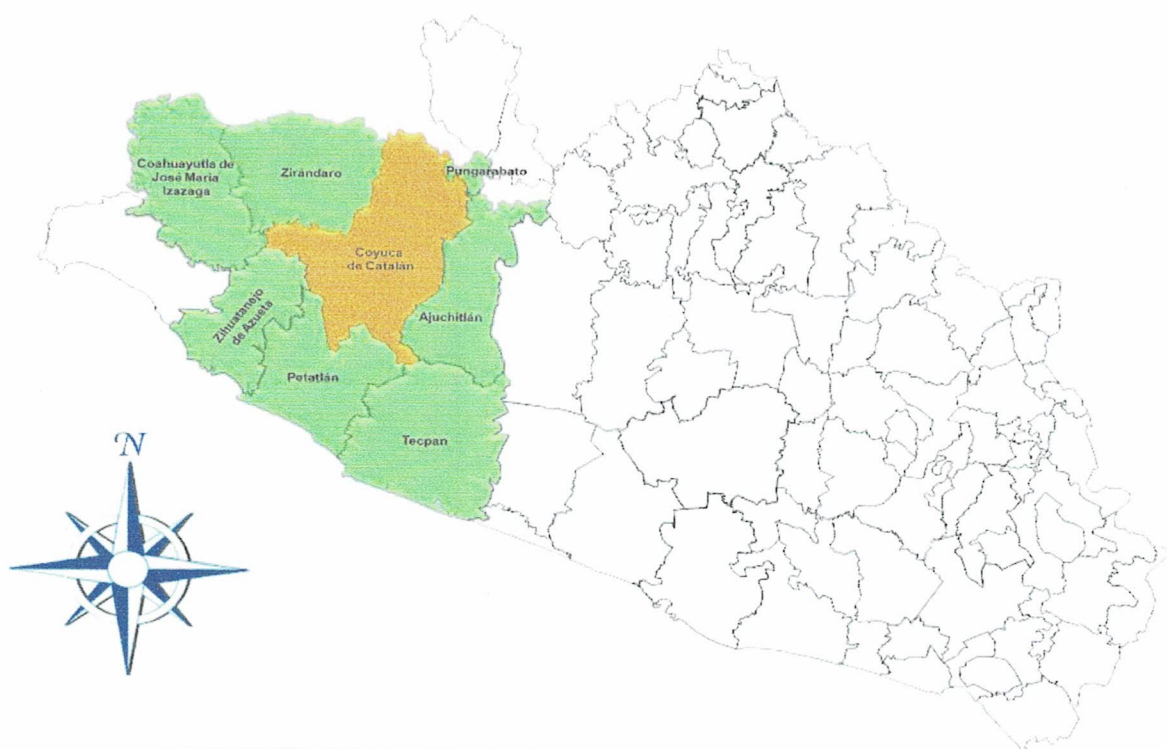 Coahuayutla de
José María
Izazaga
Zirándaro
Pungarabato
Coyuca
de Catalán
Zihuatanejo
de Azueta
Ajuchitlán
Petatlán
Tecpan
N